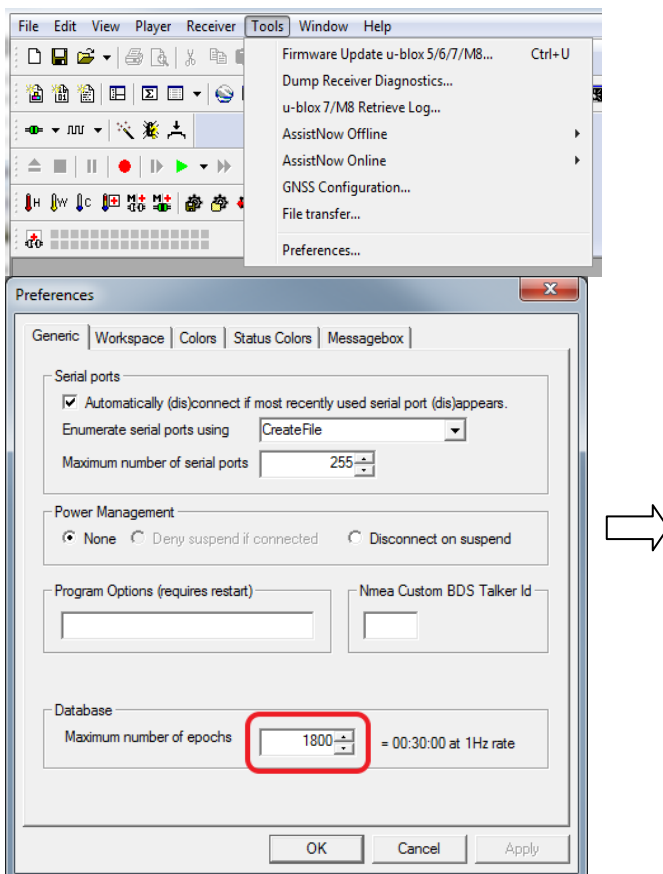 File Edit View Player Receiver Tools Window Help
Firmware Update u-blox 5/6/7/M8... Ctrl+U
Dump Receiver Diagnostics...
u-blox 7/M8 Retrieve Log...
AssistNow Offline
AssistNow Online
GNSS Configuration...
File transfer...
Preferences...
H W C
Preferences
Generic Workspace Colors Status Colors Messagebox
Serial ports
Automatically (dis)connect if most recently used serial port (dis)appears.
Enumerate serial ports using CreateFile
Maximum number of serial ports 255
Power Management
None Deny suspend if connected Disconnect on suspend
Program Options (requires restart) Nmea Custom BDS Talker Id
Database
Maximum number of epochs 1800 = 00:30:00 at 1Hz rate
OK Cancel Apply